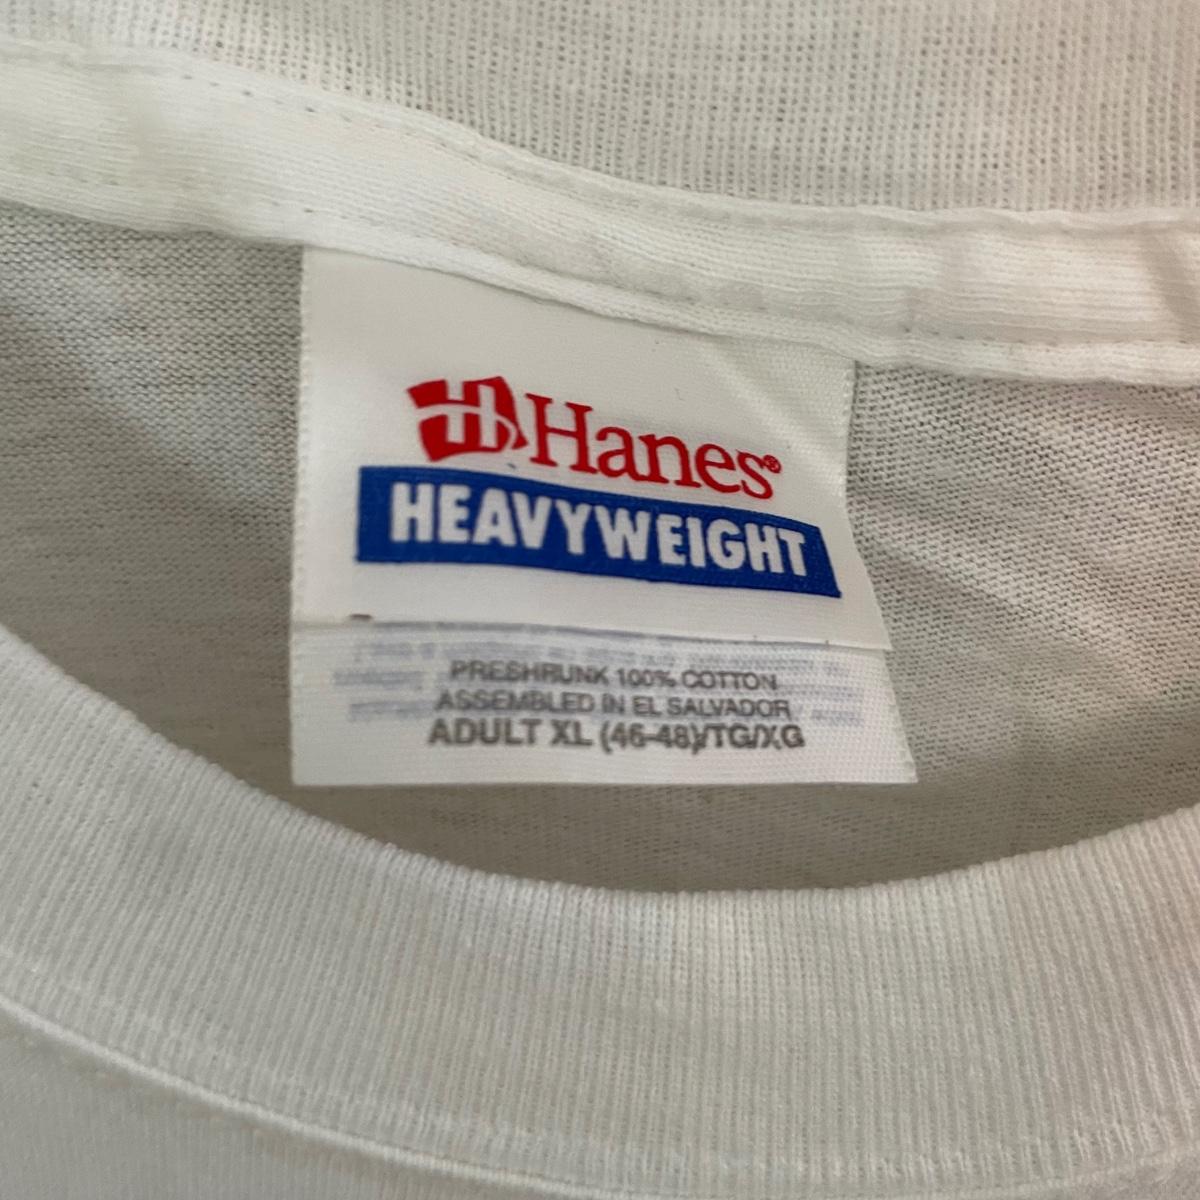 Hanes®
HEAVYWEIGHT
PRESHRUNK 100% COTTON
ASSEMBLED IN EL SALVADOR
ADULT XL (46-48)/TG/XG